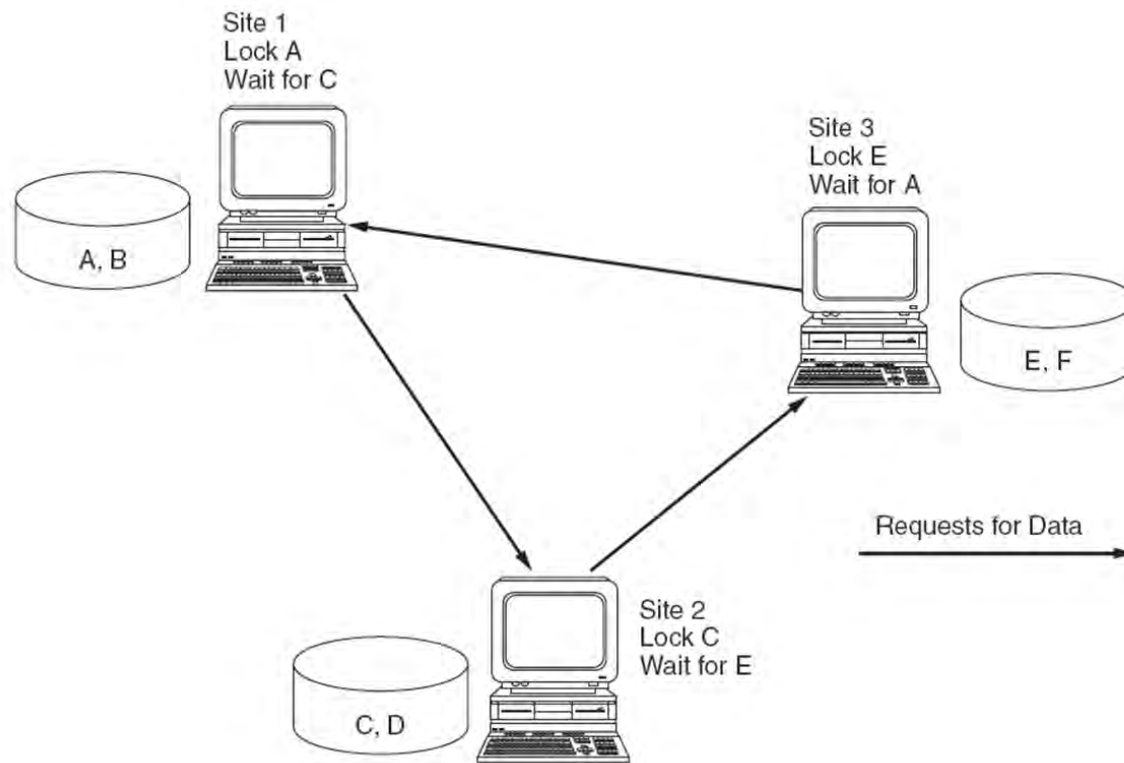 Site 1
Lock A
Wait for C
Site 3
Lock E
Wait for A
A, B
E, F
Requests for Data
Site 2
Lock C
Wait for E
C, D